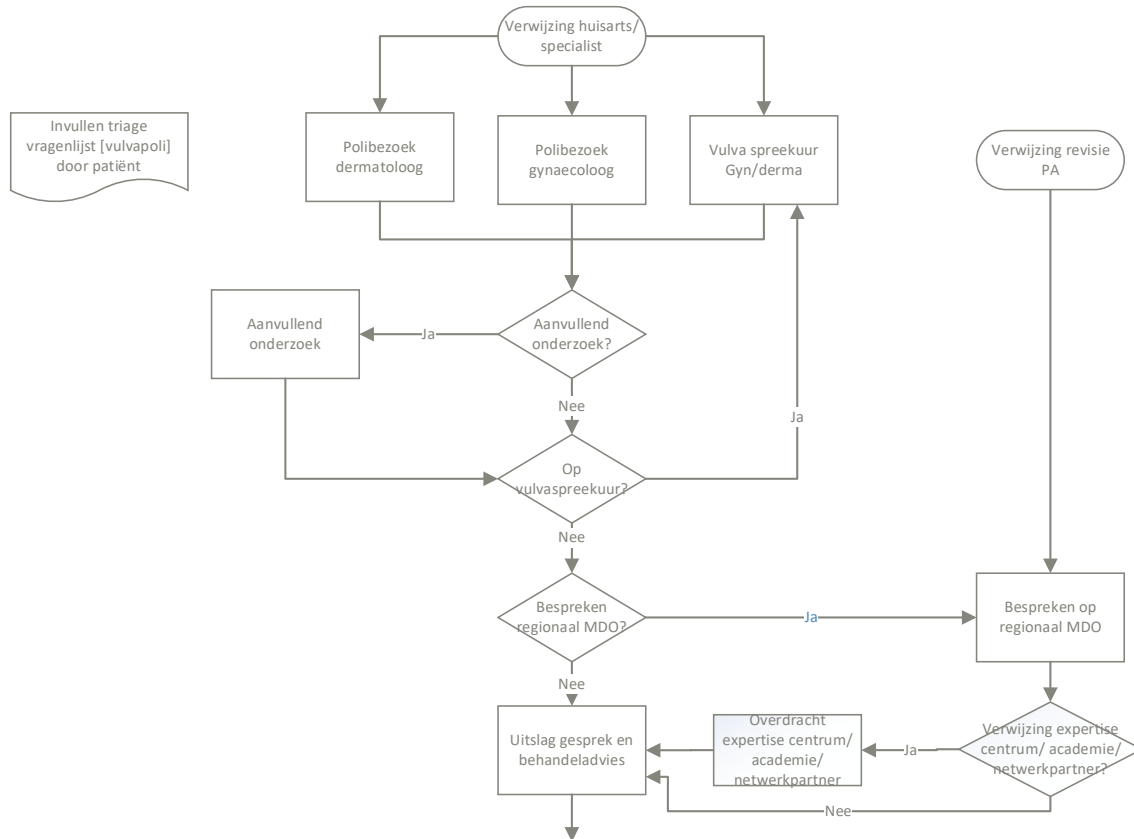 Verwijzing huisarts/
specialist
Invullen triage
vragenlijst [vulvapoli]
door patiënt
Polibezoek
dermatoloog
Polibezoek
gynaecoloog
Vulva spreekuur
Gyn/derma
Verwijzing revisie
PA
Aanvullend
onderzoek
Ja
Aanvullend
onderzoek?
Nee
Ja
Op
vulvaspreekuur?
Nee
Bespreken
regionaal MDO?
Ja
Bespreken op
regionaal MDO
Nee
Uitslag gesprek en
behandeladvies
Overdracht
expertise centrum/
academie/
netwerkpartner
Ja
Verwijzing expertise
centrum/ academie/
netwerkpartner?
Nee